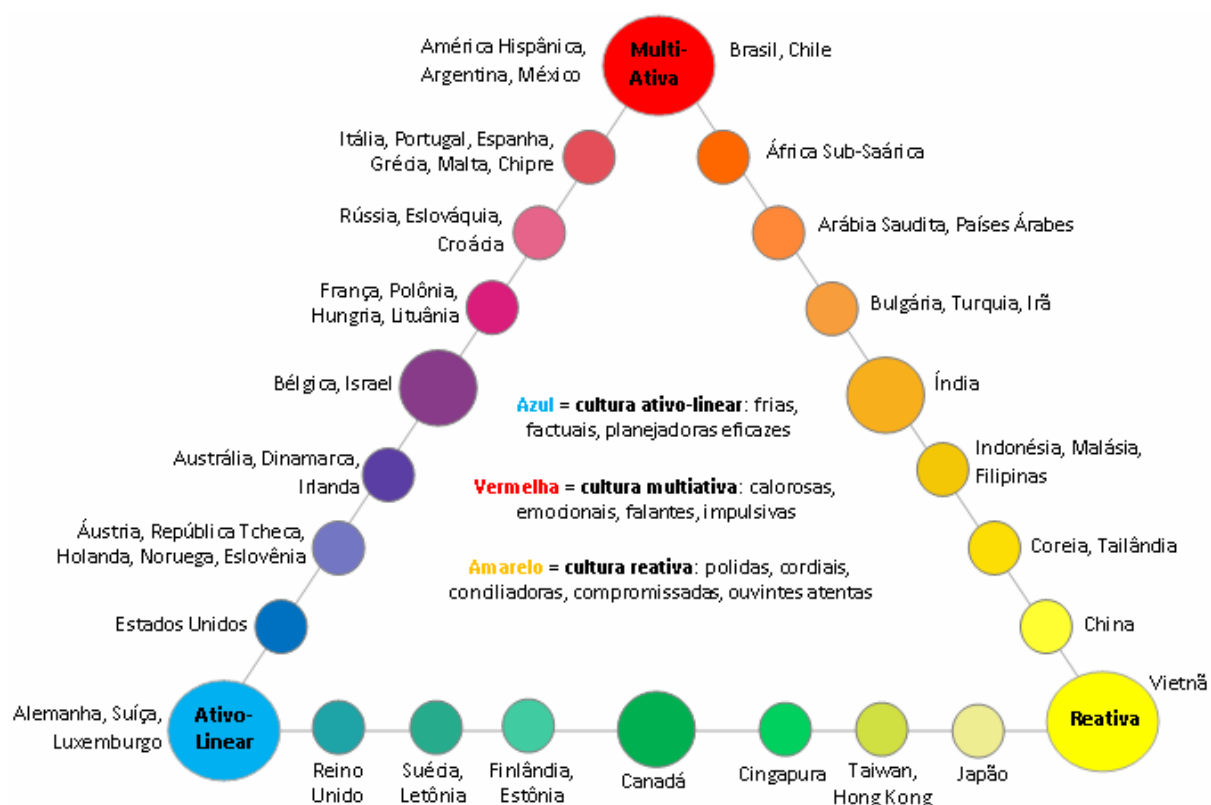 América Hispânica,
Argentina, México
Multi-
Ativa
Brasil, Chile
Itália, Portugal, Espanha,
Grécia, Malta, Chipre
África Sub-Saárica
Rússia, Eslováquia,
Croácia
Arábia Saudita, Países Árabes
França, Polônia,
Hungria, Lituânia
Bulgária, Turquia, Irã
Bélgica, Israel
Índia
Azul = cultura ativo-linear: frias,
factuais, planejadoras eficazes
Austrália, Dinamarca,
Irlanda
Indonésia, Malásia,
Filipinas
Vermelha = cultura multiativa: calorosas,
emocionais, falantes, impulsivas
Áustria, República Tcheca,
Holanda, Noruega, Eslovênia
Coreia, Tailândia
Amarelo = cultura reativa: polidas, cordiais,
conciliadoras, compromissadas, ouvintes atentas
Estados Unidos
China
Alemanha, Suíça,
Luxemburgo
Ativo-
Linear
Reativa
Vietnã
Reino
Unido
Suécia,
Letônia
Finlândia,
Estônia
Canadá
Cingapura
Taiwan,
Hong Kong
Japão